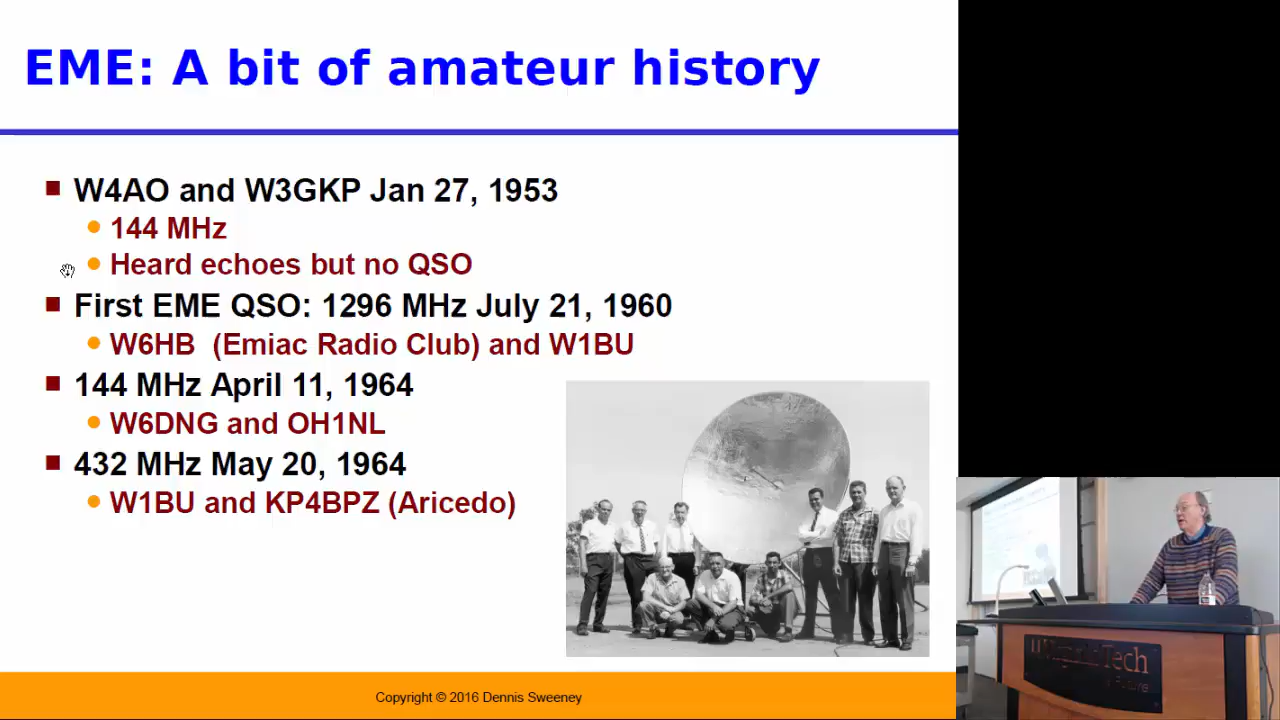 EME: A bit of amateur history
W4AO and W3GKP Jan 27, 1953
144 MHz
Heard echoes but no QSO
First EME QSO: 1296 MHz July 21, 1960
W6HB (Emiac Radio Club) and W1BU
144 MHz April 11, 1964
W6DNG and OH1NL
432 MHz May 20, 1964
W1BU and KP4BPZ (Aricedo)
Copyright © 2016 Dennis Sweeney
Tech